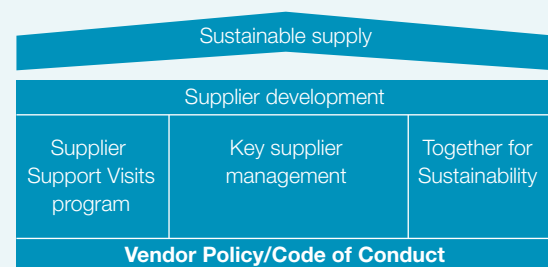 Sustainable supply
Supplier development
Supplier
Support Visits
program
Key supplier
management
Together for
Sustainability
Vendor Policy/Code of Conduct